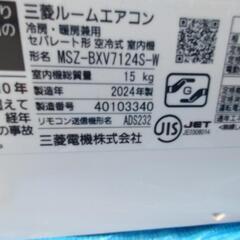 り
の
三菱ルームエアコン
冷房・暖房兼用
セパレート形 空冷式 室内機
形名 MSZ-BXV7124S-W
室内機総質量 15 kg
2024年製
製造番号 40103340
リモコン送信機形名 ADS232
三菱電機株式会社
0年
超えて
、経年
事
G
JIS
JET